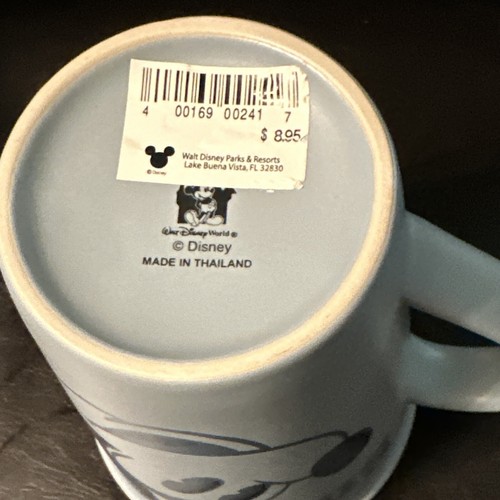 4 00169 00241 7
$ 8.95
© Disney
Walt Disney Parks & Resorts
Lake Buena Vista, FL 32830
Walt Disney World ®
© Disney
MADE IN THAILAND